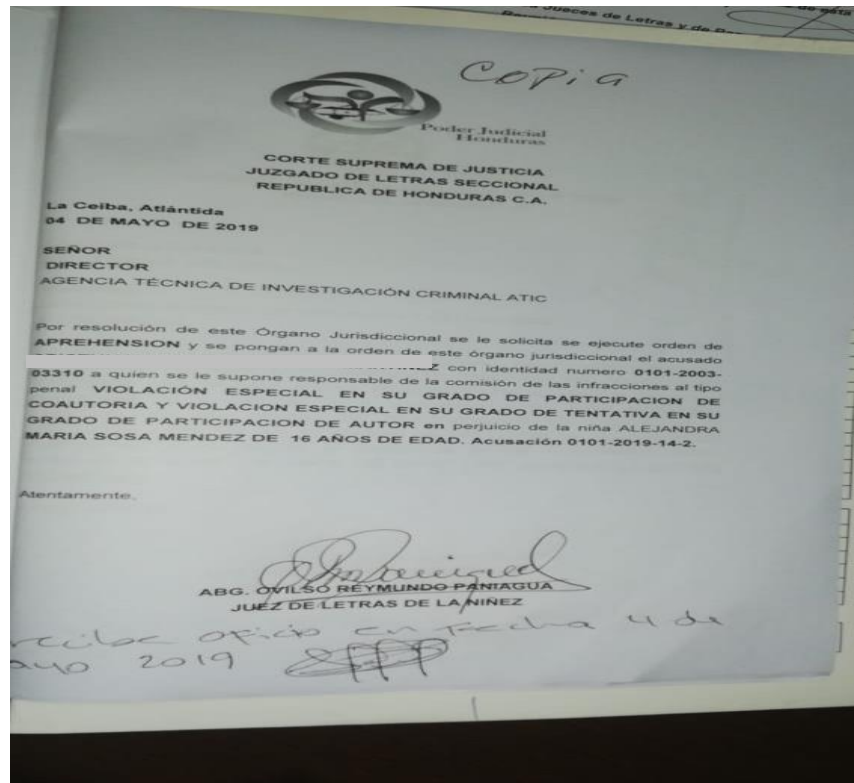 Jueces de Letras y de
COPIA
Poder Judicial
Honduras
CORTE SUPREMA DE JUSTICIA
JUZGADO DE LETRAS SECCIONAL
REPUBLICA DE HONDURAS C.A.
La Ceiba, Atlántida
04 DE MAYO DE 2019
SEÑOR
DIRECTOR
AGENCIA TÉCNICA DE INVESTIGACIÓN CRIMINAL ATIC
Por resolución de este Órgano Jurisdiccional se le solicita se ejecute orden de
APREHENSION y se pongan a la orden de este órgano jurisdiccional el acusado
con identidad numero 0101-2003-
03310 a quien se le supone responsable de la comisión de las infracciones al tipo
penal VIOLACIÓN ESPECIAL EN SU GRADO DE PARTICIPACION DE
COAUTORIA Y VIOLACION ESPECIAL EN SU GRADO DE TENTATIVA EN SU
GRADO DE PARTICIPACION DE AUTOR en perjuicio de la niña ALEJANDRA
MARIA SOSA MENDEZ DE 16 AÑOS DE EDAD. Acusación 0101-2019-14-2.
Atentamente,
ABG. OVILSO REYMUNDO PANIAGUA
JUEZ DE LETRAS DE LA NIÑEZ
oficio en Fecha 4 de
2019